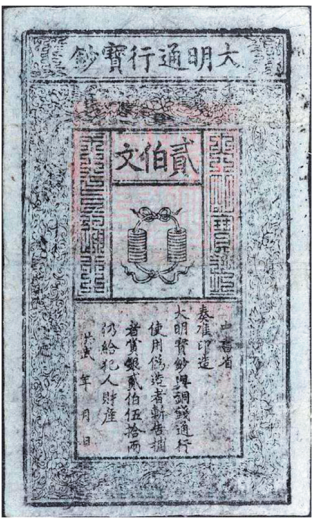 大明通行寶鈔
貳伯文
中書省
奏准印造
大明寶鈔與銅錢通行
使用偽造者斬告捕
者賞銀貳伯伍拾兩
仍給犯人財產
洪武 年 月 日